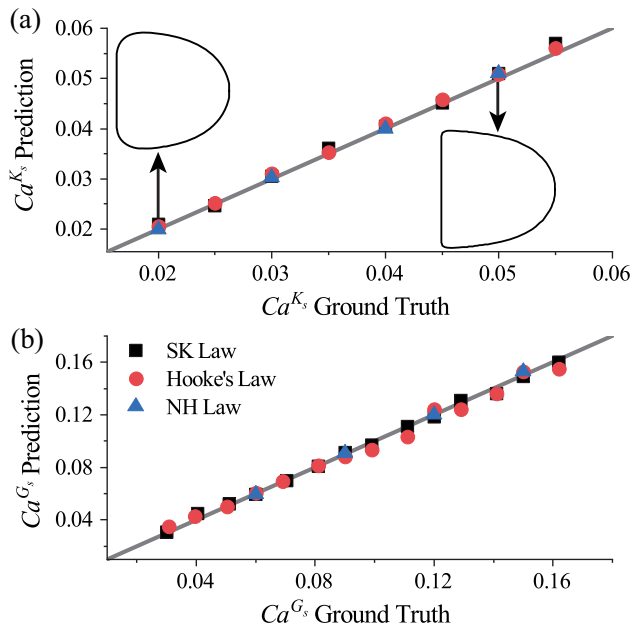 (a)
0.06
0.05
0.04
0.03
0.02
Ca^{K_s} Prediction
0.02 0.03 0.04 0.05 0.06
Ca^{K_s} Ground Truth
(b)
SK Law
Hooke's Law
NH Law
0.16
0.12
0.08
0.04
Ca^{G_s} Prediction
0.04 0.08 0.12 0.16
Ca^{G_s} Ground Truth